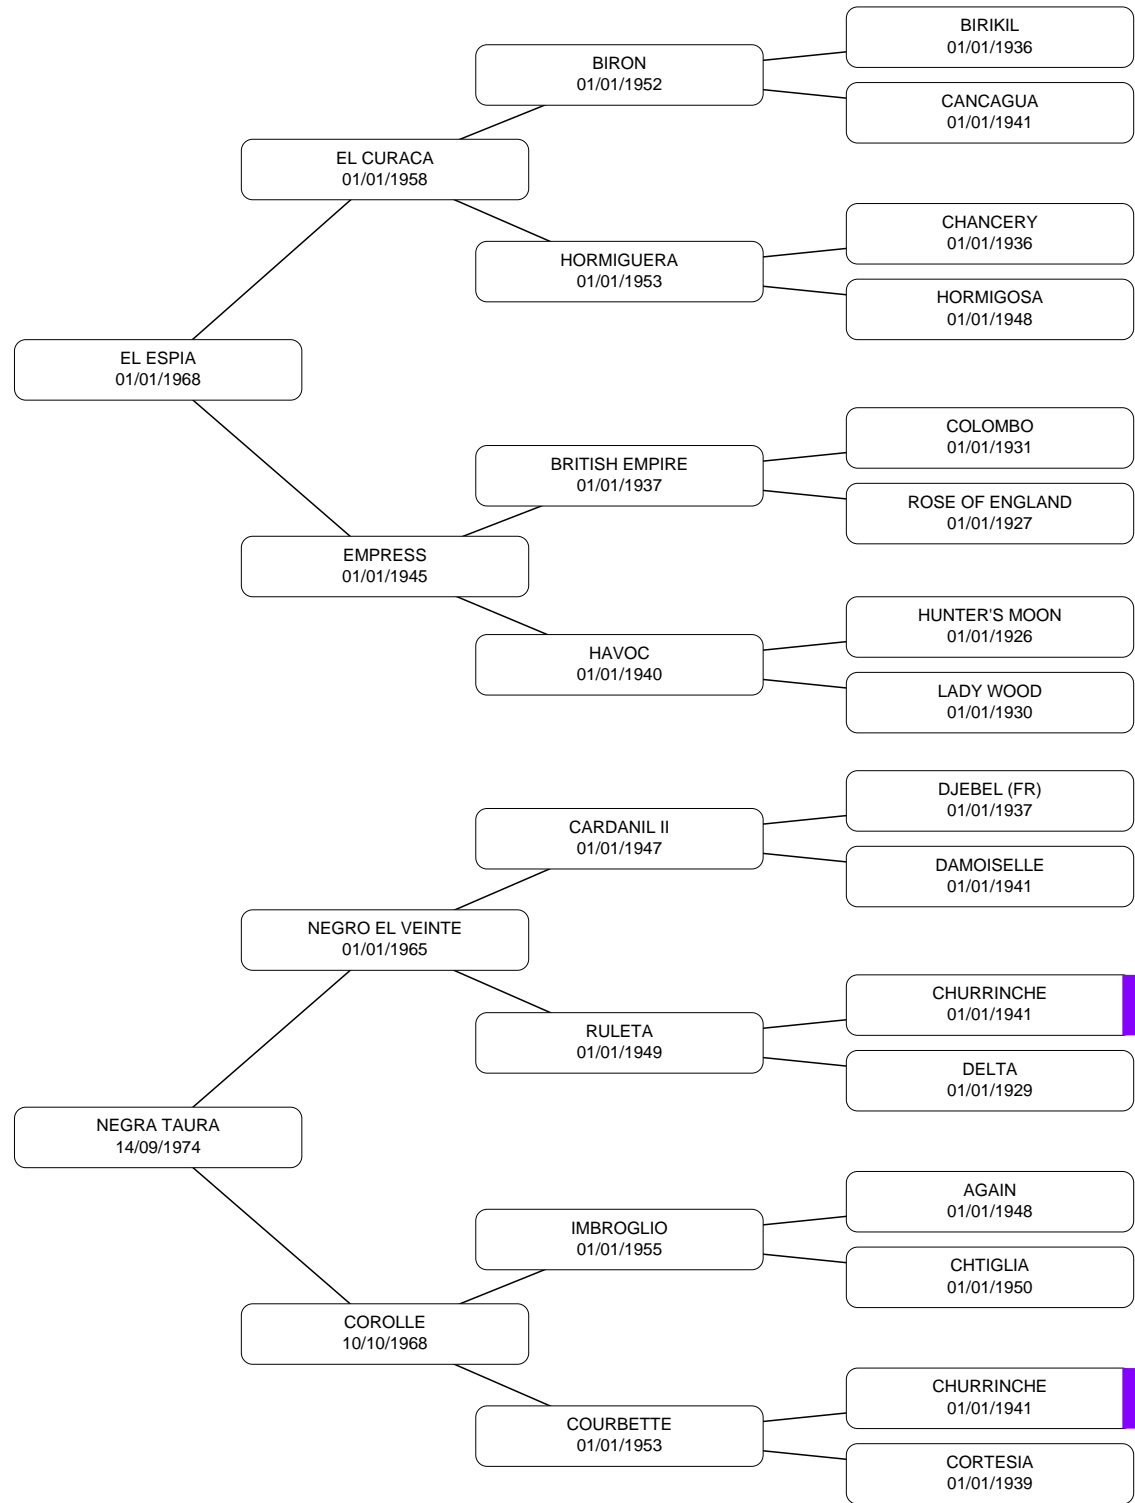 BIRIKIL
01/01/1936
BIRON
01/01/1952
CANCAGUA
01/01/1941
EL CURACA
01/01/1958
CHANCERY
01/01/1936
HORMIGUERA
01/01/1953
HORMIGOSA
01/01/1948
EL ESPIA
01/01/1968
COLOMBO
01/01/1931
BRITISH EMPIRE
01/01/1937
ROSE OF ENGLAND
01/01/1927
EMPRESS
01/01/1945
HUNTER'S MOON
01/01/1926
HAVOC
01/01/1940
LADY WOOD
01/01/1930
DJEBEL (FR)
01/01/1937
CARDANIL II
01/01/1947
DAMOISELLE
01/01/1941
NEGRO EL VEINTE
01/01/1965
CHURRINCHE
01/01/1941
RULETA
01/01/1949
DELTA
01/01/1929
NEGRA TAURA
14/09/1974
AGAIN
01/01/1948
IMBROGLIO
01/01/1955
CHTIGLIA
01/01/1950
COROLLE
10/10/1968
CHURRINCHE
01/01/1941
COURBETTE
01/01/1953
CORTESIA
01/01/1939